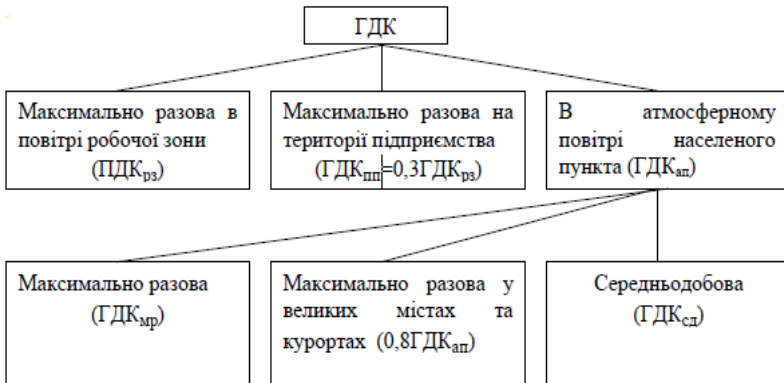 ГДК
Максимально разова в
повітрі робочої зони
(ПДКрз)
Максимально разова на
території підприємства
(ГДКпп=0,3ГДКрз)
В атмосферному
повітрі населеного
пункта (ГДКап)
Максимально разова
(ГДКмр)
Максимально разова у
великих містах та
курортах (0,8ГДКап)
Середньодобова
(ГДКсд)